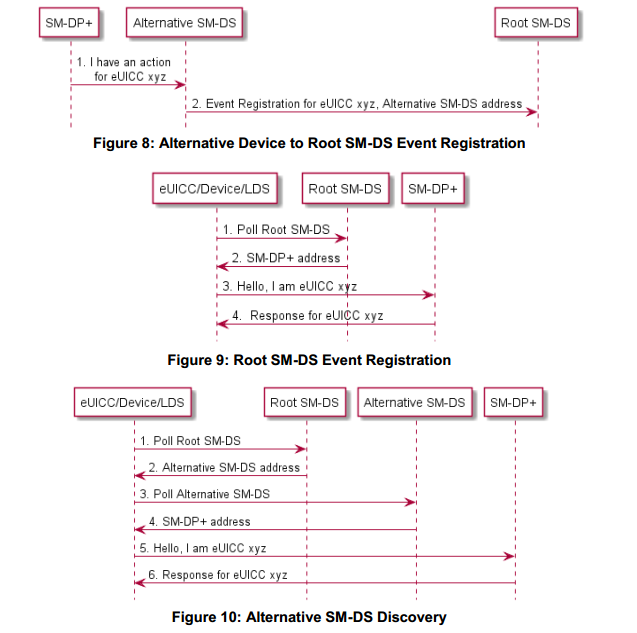 SM-DP+ Alternative SM-DS Root SM-DS
1. I have an action
for eUICC xyz
2. Event Registration for eUICC xyz, Alternative SM-DS address
Figure 8: Alternative Device to Root SM-DS Event Registration
eUICC/Device/LDS Root SM-DS SM-DP+
1. Poll Root SM-DS
2. SM-DP+ address
3. Hello, I am eUICC xyz
4. Response for eUICC xyz
Figure 9: Root SM-DS Event Registration
eUICC/Device/LDS Root SM-DS Alternative SM-DS SM-DP+
1. Poll Root SM-DS
2. Alternative SM-DS address
3. Poll Alternative SM-DS
4. SM-DP+ address
5. Hello, I am eUICC xyz
6. Response for eUICC xyz
Figure 10: Alternative SM-DS Discovery